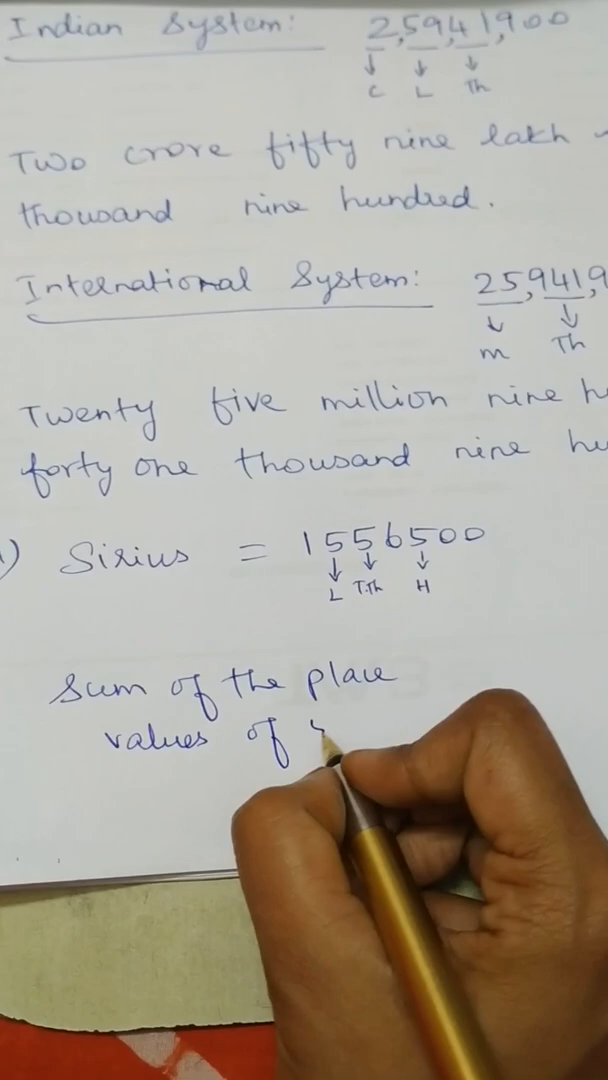 Indian System: 2,59,41,900
↓ ↓ ↓
C L Th
Two crore fifty nine lakh
thousand nine hundred.
International System: 25,941,9
↓ ↓
m Th
Twenty five million nine hu
forty one thousand nine hu
) Sirius = 1556500
↓ ↓ ↓
L T.Th H
Sum of the place
values of